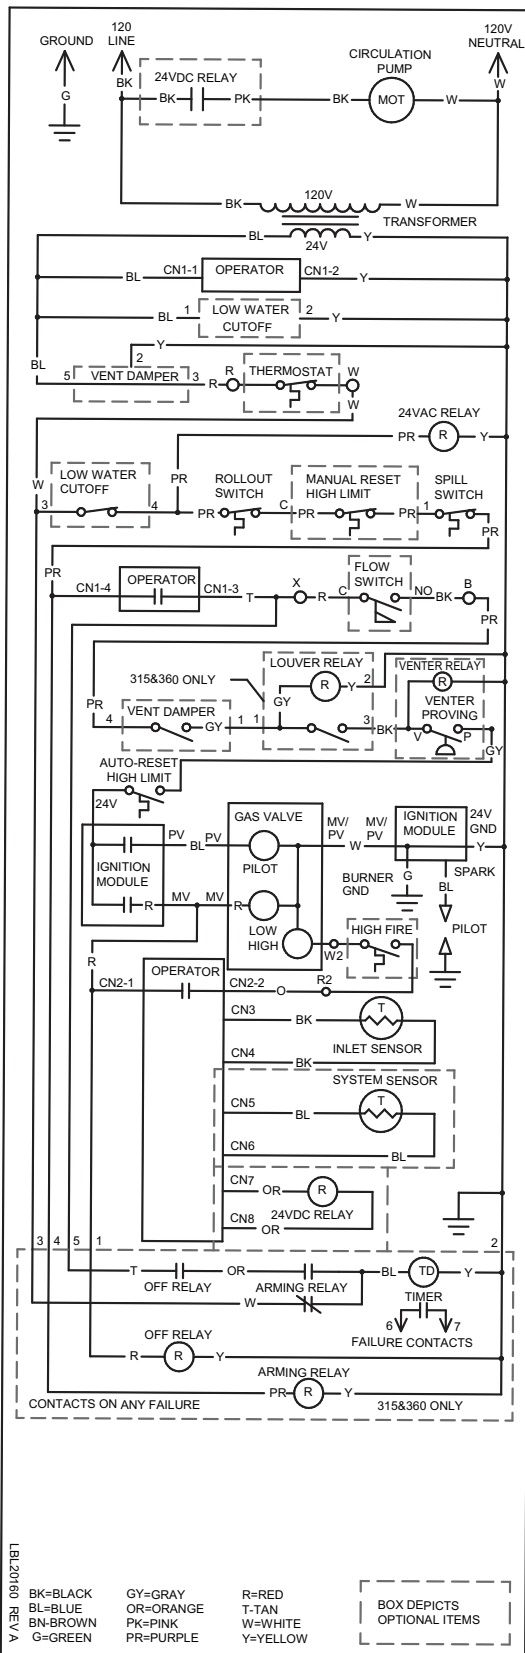 GROUND
120
LINE
120V
NEUTRAL
CIRCULATION
PUMP
24VDC RELAY
BK
W
G
BK
PK
BK
MOT
W
120V
BK
W
TRANSFORMER
BL
24V
Y
BL
CN1-1
OPERATOR
CN1-2
Y
BL
1
LOW WATER
CUTOFF
2
Y
Y
2
BL
5
VENT DAMPER
3
R
R
THERMOSTAT
W
W
24VAC RELAY
PR
R
Y
W
LOW WATER
CUTOFF
PR
ROLLOUT
SWITCH
MANUAL RESET
HIGH LIMIT
SPILL
SWITCH
3
4
PR
C
PR
PR
1
PR
PR
CN1-4
OPERATOR
CN1-3
T
X
R
C
FLOW
SWITCH
NO
BK
B
PR
315&360 ONLY
LOUVER RELAY
R
Y
2
VENTER RELAY
R
VENTER
PROVING
PR
GY
4
VENT DAMPER
GY
1
1
3
BK
V
P
GY
AUTO-RESET
HIGH LIMIT
24V
GAS VALVE
MV/
PV
MV/
PV
IGNITION
MODULE
24V
GND
PV
BL
PV
PILOT
W
Y
IGNITION
MODULE
BURNER
GND
G
BL
SPARK
R
MV
MV
R
LOW
HIGH
PILOT
W2
HIGH FIRE
R
CN2-1
OPERATOR
CN2-2
O
R2
CN3
BK
T
INLET SENSOR
CN4
BK
SYSTEM SENSOR
CN5
BL
T
CN6
BL
CN7
OR
R
24VDC RELAY
CN8
OR
3
4
5
1
2
T
OFF RELAY
OR
ARMING RELAY
BL
TD
Y
TIMER
W
6
7
FAILURE CONTACTS
OFF RELAY
R
R
Y
ARMING RELAY
PR
R
Y
CONTACTS ON ANY FAILURE
315&360 ONLY
LBL20160 REV A
BK=BLACK
BL=BLUE
BN-BROWN
G=GREEN
GY=GRAY
OR=ORANGE
PK=PINK
PR=PURPLE
R=RED
T-TAN
W=WHITE
Y=YELLOW
BOX DEPICTS
OPTIONAL ITEMS